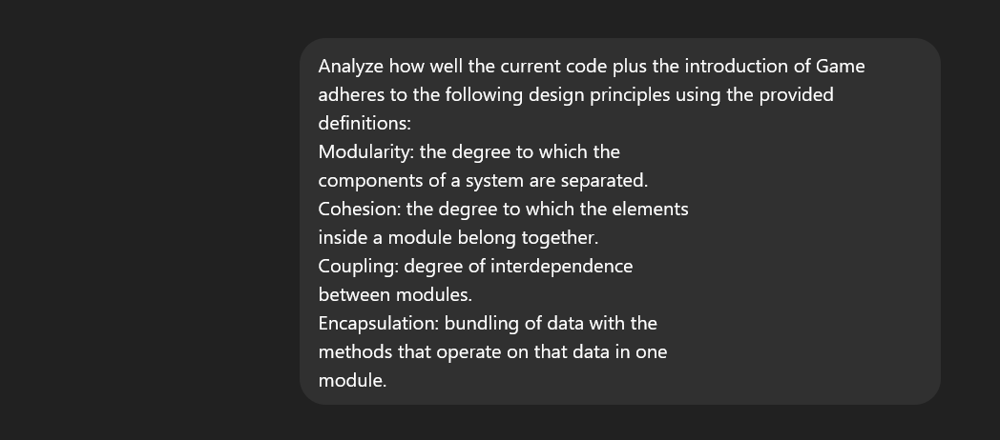 Analyze how well the current code plus the introduction of Game
adheres to the following design principles using the provided
definitions:
Modularity: the degree to which the
components of a system are separated.
Cohesion: the degree to which the elements
inside a module belong together.
Coupling: degree of interdependence
between modules.
Encapsulation: bundling of data with the
methods that operate on that data in one
module.